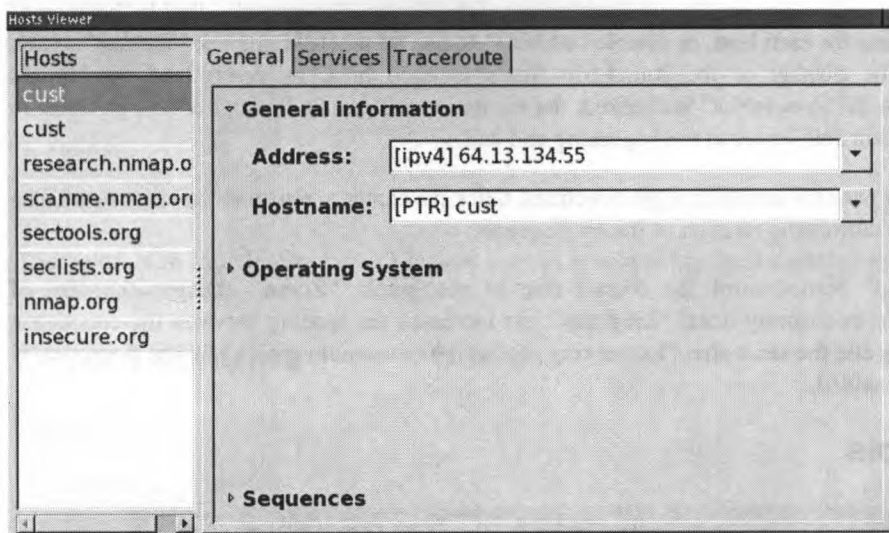 Hosts Viewer
Hosts
cust
cust
research.nmap.o
scanme.nmap.or
sectools.org
seclists.org
nmap.org
insecure.org
General Services Traceroute
General information
Address: [ipv4] 64.13.134.55
Hostname: [PTR] cust
Operating System
Sequences